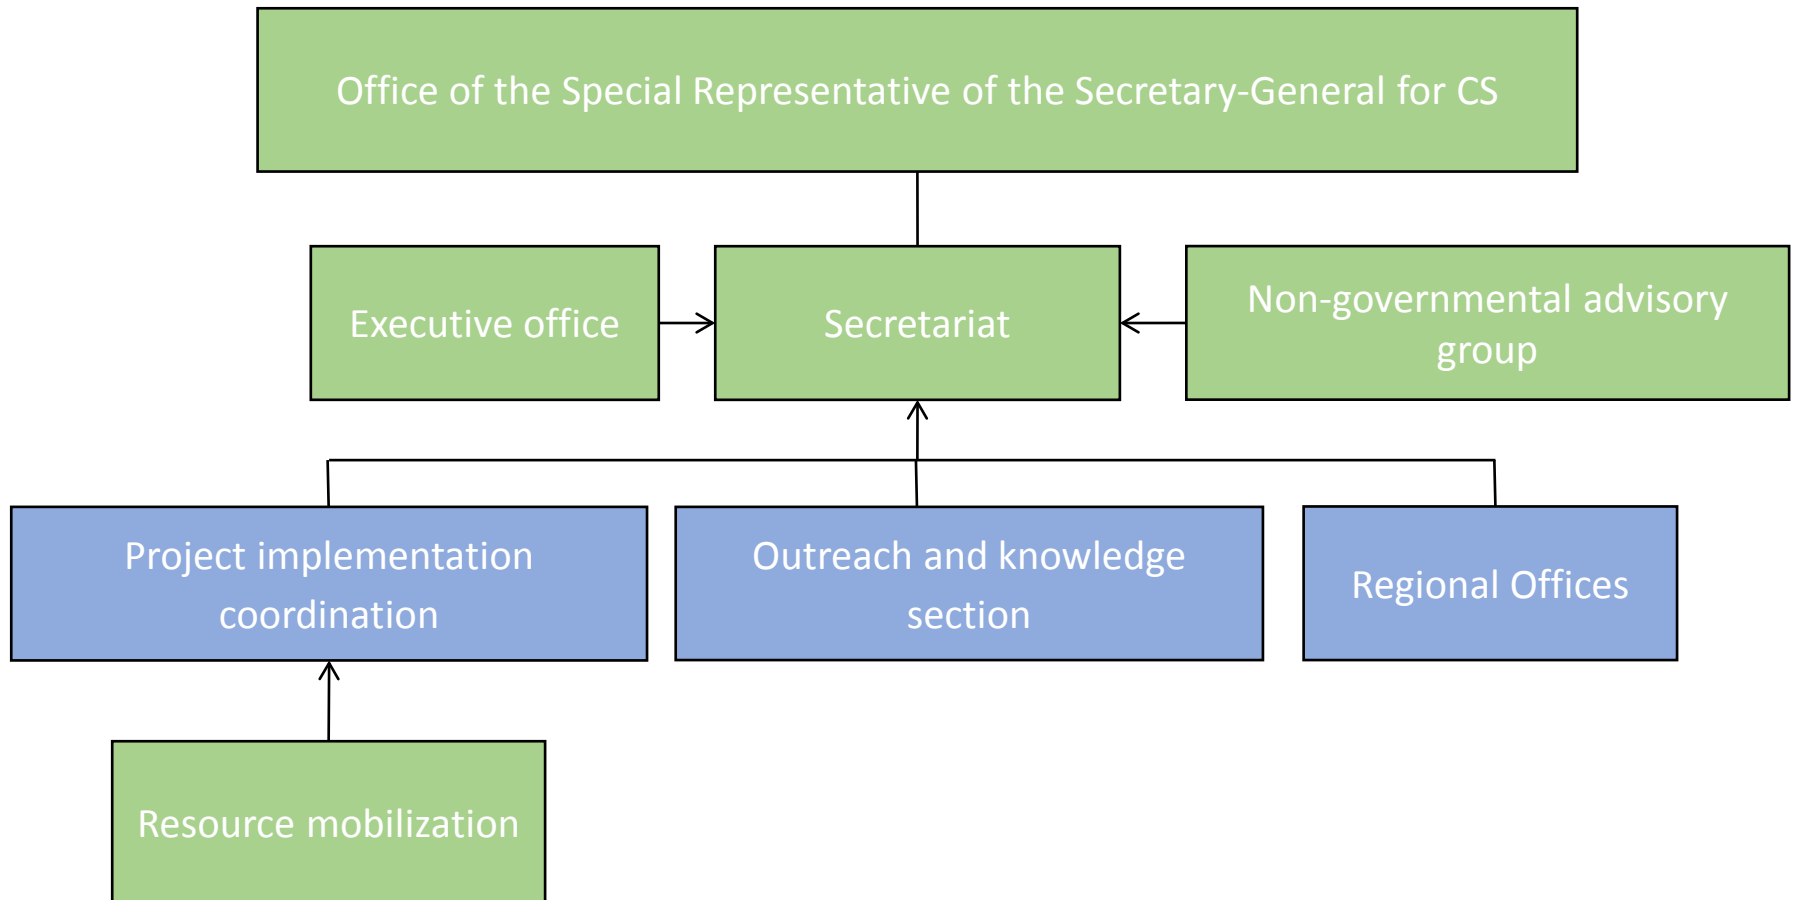 Office of the Special Representative of the Secretary-General for CS
Executive office
Secretariat
Non-governmental advisory
group
Project implementation
coordination
Outreach and knowledge
section
Regional Offices
Resource mobilization